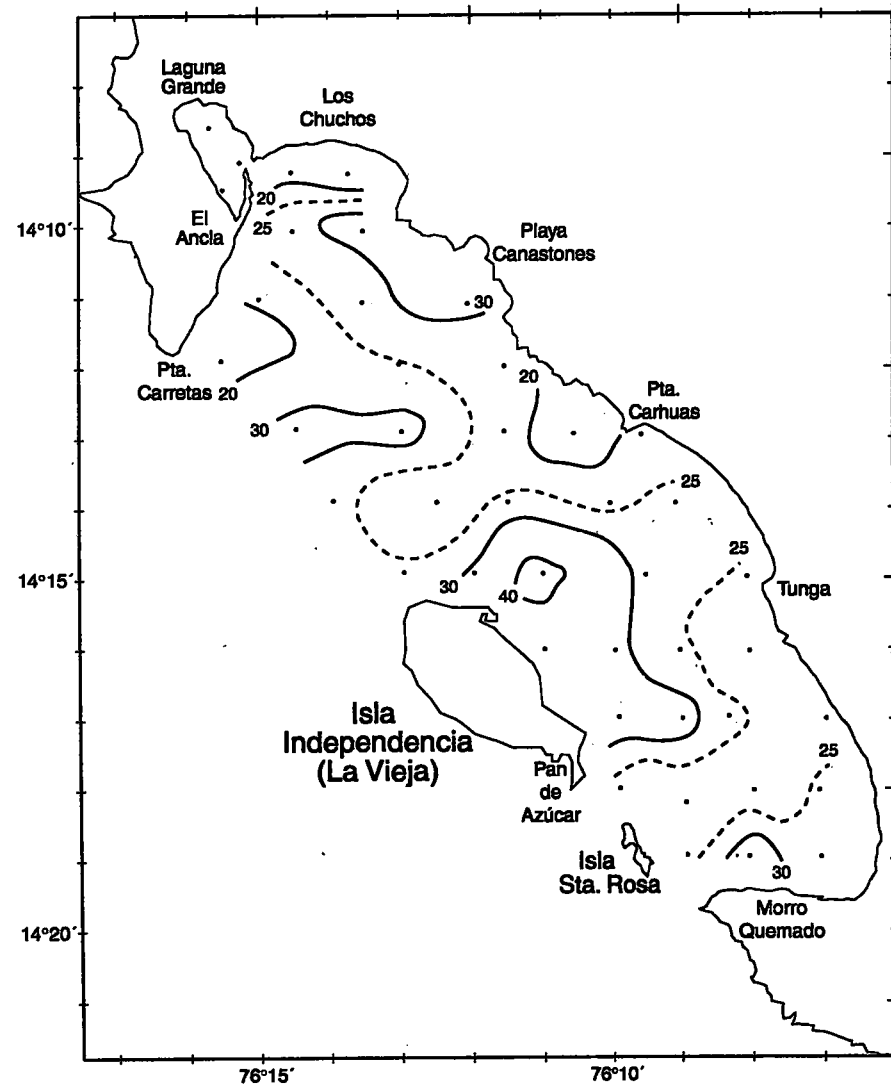 Laguna
Grande
Los
Chuchos
20
El
Ancla
25
14°10´
Playa
Canastones
30
Pta.
Carretas 20
20
Pta.
Carhuas
30
25
25
14°15´
30
40
Tunga
Isla
Independencia
(La Vieja)
25
Pan
de
Azúcar
Isla
Sta. Rosa
30
Morro
Quemado
14°20´
76°15´
76°10´